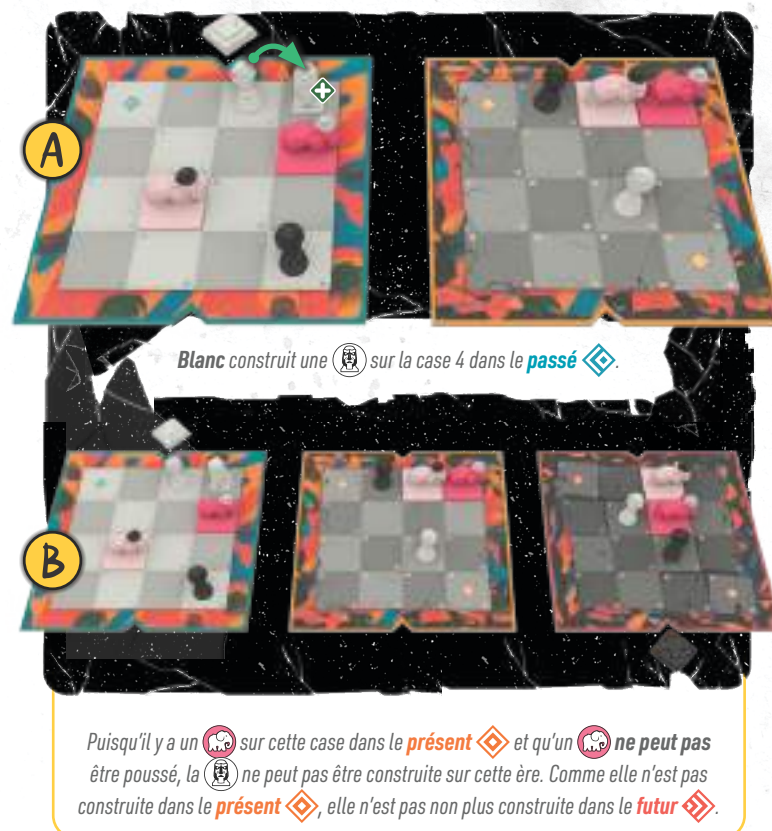 A
Blanc construit une sur la case 4 dans le passé.
B
Puisqu'il y a un sur cette case dans le présent et qu'un ne peut pas
être poussé, la ne peut pas être construite sur cette ère. Comme elle n'est pas
construite dans le présent, elle n'est pas non plus construite dans le futur.